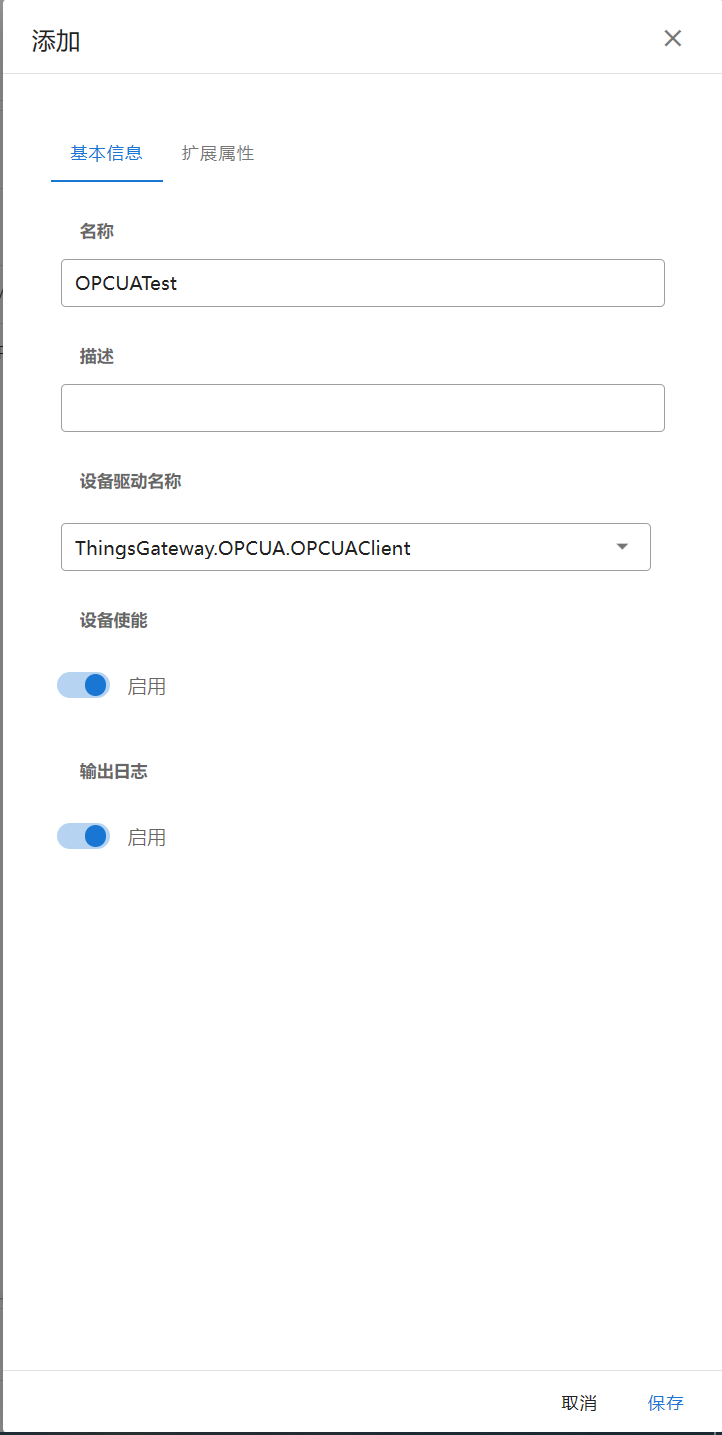 添加
基本信息 扩展属性
名称
OPCUATest
描述
设备驱动名称
ThingsGateway.OPCUA.OPCUAClient
设备使能
启用
输出日志
启用
取消 保存